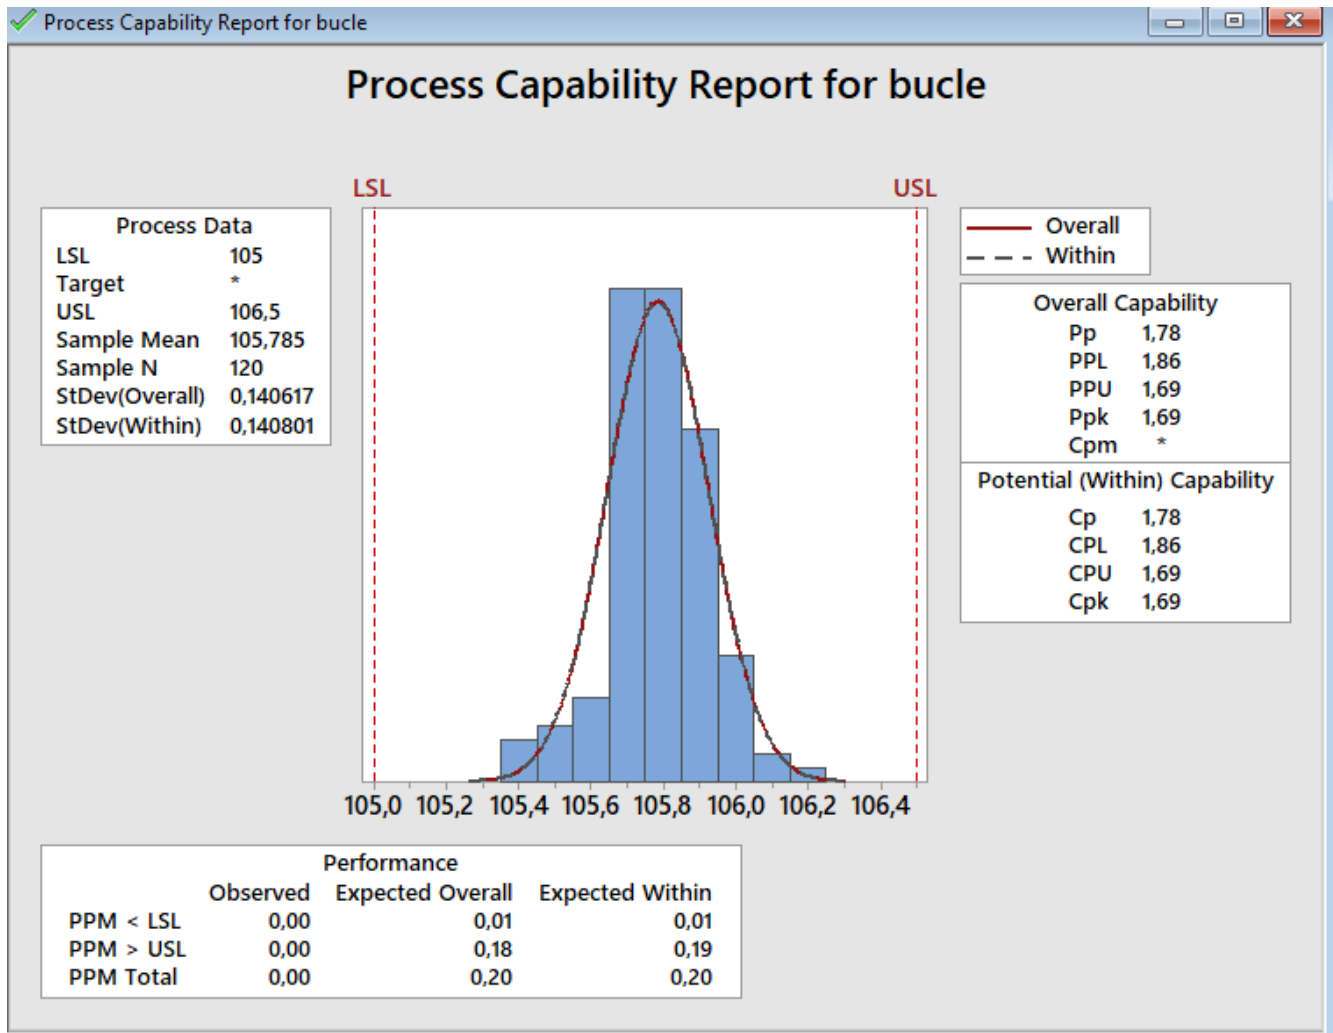 Process Capability Report for bucle
Process Capability Report for bucle
LSL USL
Process Data
LSL 105
Target *
USL 106,5
Sample Mean 105,785
Sample N 120
StDev(Overall) 0,140617
StDev(Within) 0,140801
Overall
Within
Overall Capability
Pp 1,78
PPL 1,86
PPU 1,69
Ppk 1,69
Cpm *
Potential (Within) Capability
Cp 1,78
CPL 1,86
CPU 1,69
Cpk 1,69
105,0 105,2 105,4 105,6 105,8 106,0 106,2 106,4
Performance
Observed Expected Overall Expected Within
PPM < LSL 0,00 0,01 0,01
PPM > USL 0,00 0,18 0,19
PPM Total 0,00 0,20 0,20